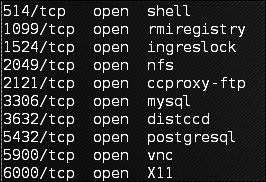 514/tcp open shell
1099/tcp open rmiregistry
1524/tcp open ingreslock
2049/tcp open nfs
2121/tcp open ccproxy-ftp
3306/tcp open mysql
3632/tcp open distccd
5432/tcp open postgresql
5900/tcp open vnc
6000/tcp open X11